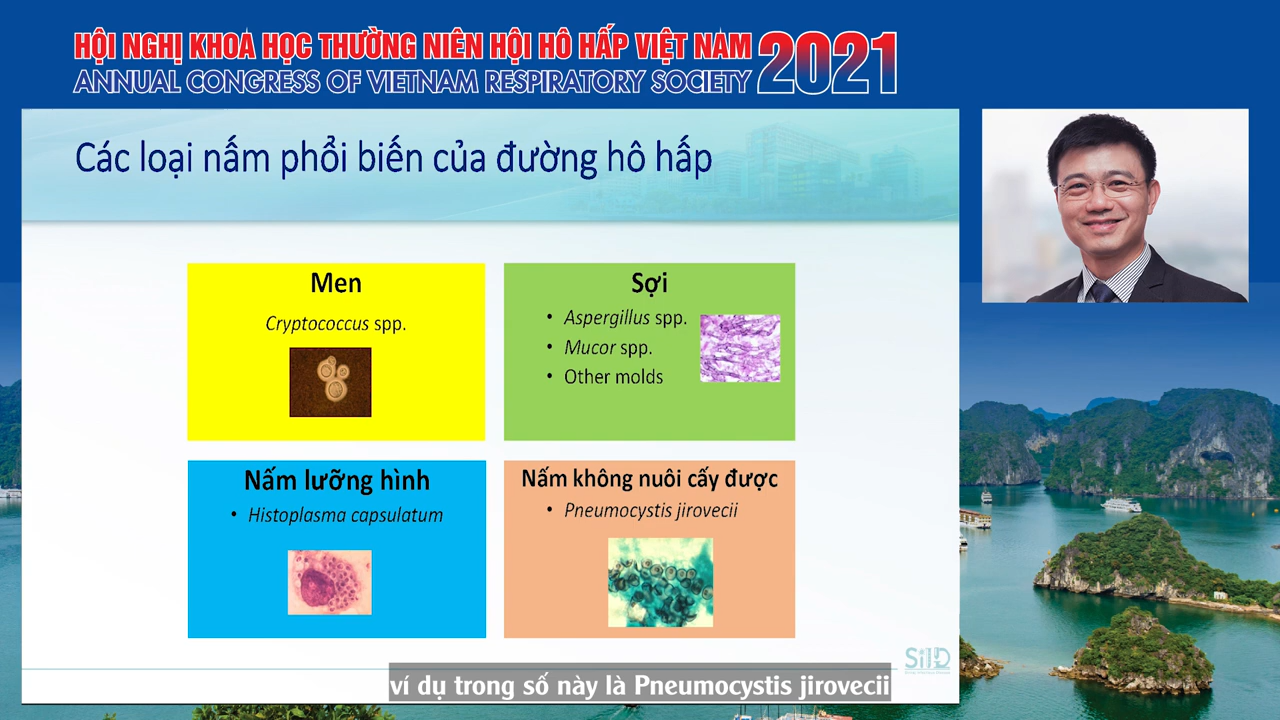 HỘI NGHỊ KHOA HỌC THƯỜNG NIÊN HỘI HÔ HẤP VIỆT NAM 2021
ANNUAL CONGRESS OF VIETNAM RESPIRATORY SOCIETY
Các loại nấm phổi biến của đường hô hấp
Men
Cryptococcus spp.
Sợi
• Aspergillus spp.
• Mucor spp.
• Other molds
Nấm lưỡng hình
• Histoplasma capsulatum
Nấm không nuôi cấy được
• Pneumocystis jirovecii
ví dụ trong số này là Pneumocystis jirovecii